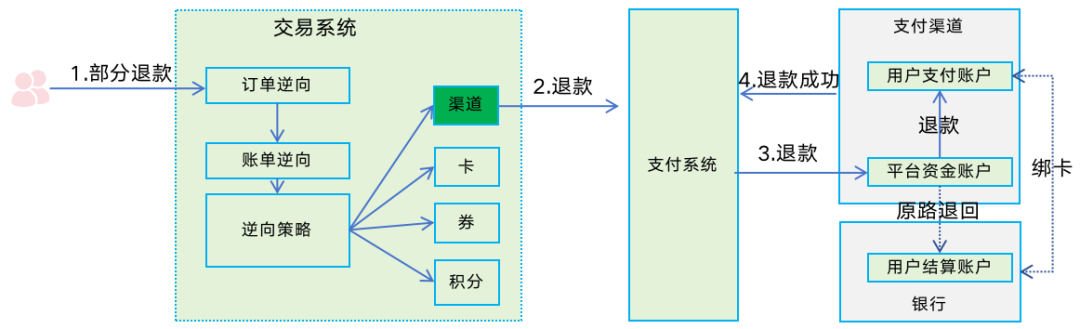 交易系统
1.部分退款
订单逆向
账单逆向
逆向策略
渠道
卡
券
积分
2.退款
支付系统
3.退款
4.退款成功
支付渠道
用户支付账户
退款
平台资金账户
绑卡
原路退回
用户结算账户
银行